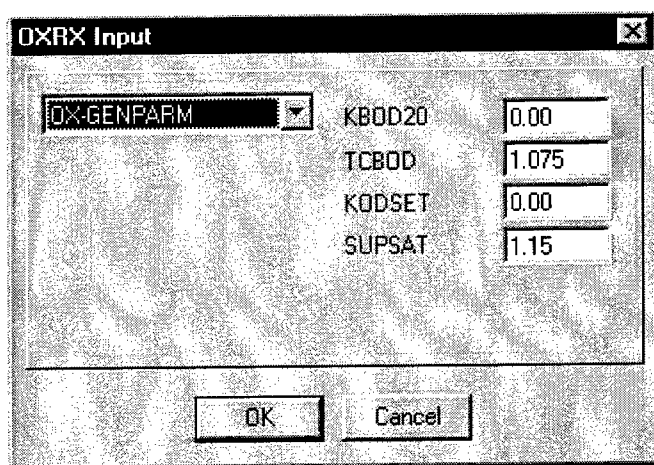 OXRX Input
OX-GENPARM
KBOD20 0.00
TCBOD 1.075
KODSET 0.00
SUPSAT 1.15
OK Cancel